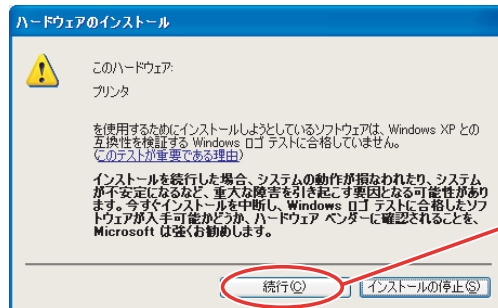 ハードウェアのインストール
このハードウェア:
プリンタ
を使用するためにインストールしようとしているソフトウェアは、Windows XP との
互換性を検証する Windows ロゴ テストに合格していません。
(このテストが重要である理由)
インストールを続行した場合、システムの動作が損なわれたり、システム
が不安定になるなど、重大な障害を引き起こす要因となる可能性があり
ます。今すぐインストールを中断し、Windows ロゴ テストに合格したソフ
トウェアが入手可能かどうか、ハードウェア ベンダーに確認されることを、
Microsoft は強くお勧めします。
続行(C) インストールの停止(S)